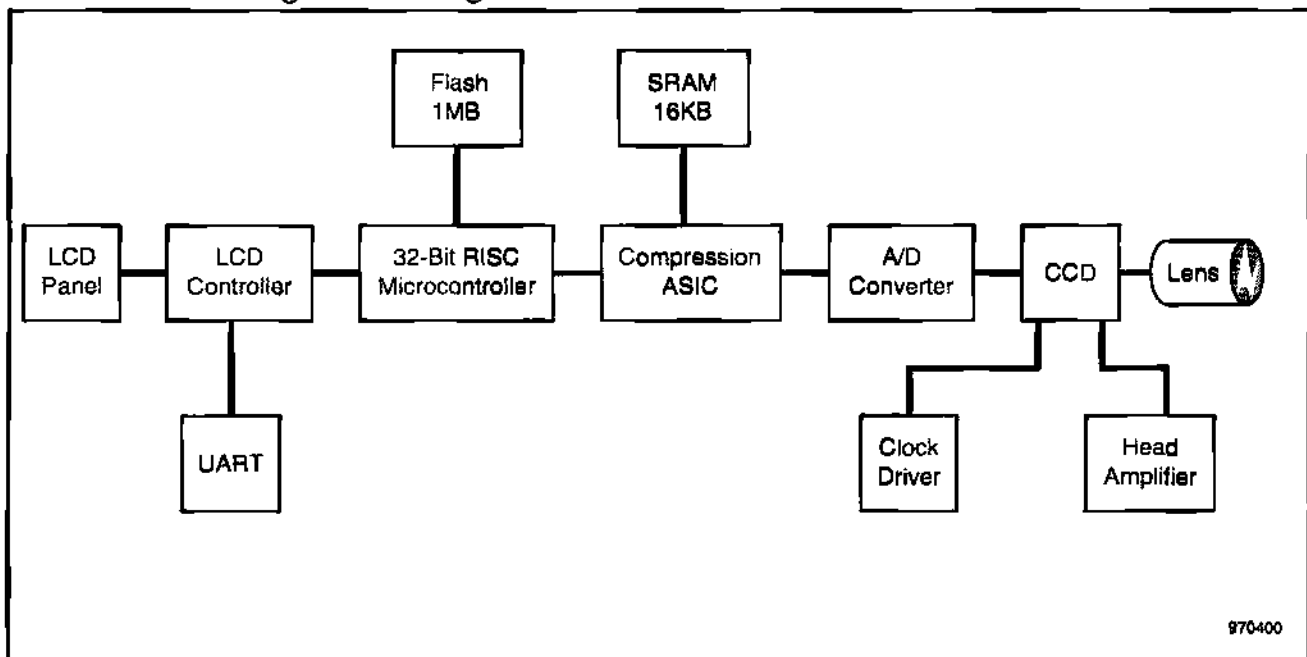 Flash
1MB
SRAM
16KB
LCD
Panel
LCD
Controller
32-Bit RISC
Microcontroller
Compression
ASIC
A/D
Converter
CCD
Lens
UART
Clock
Driver
Head
Amplifier
970400